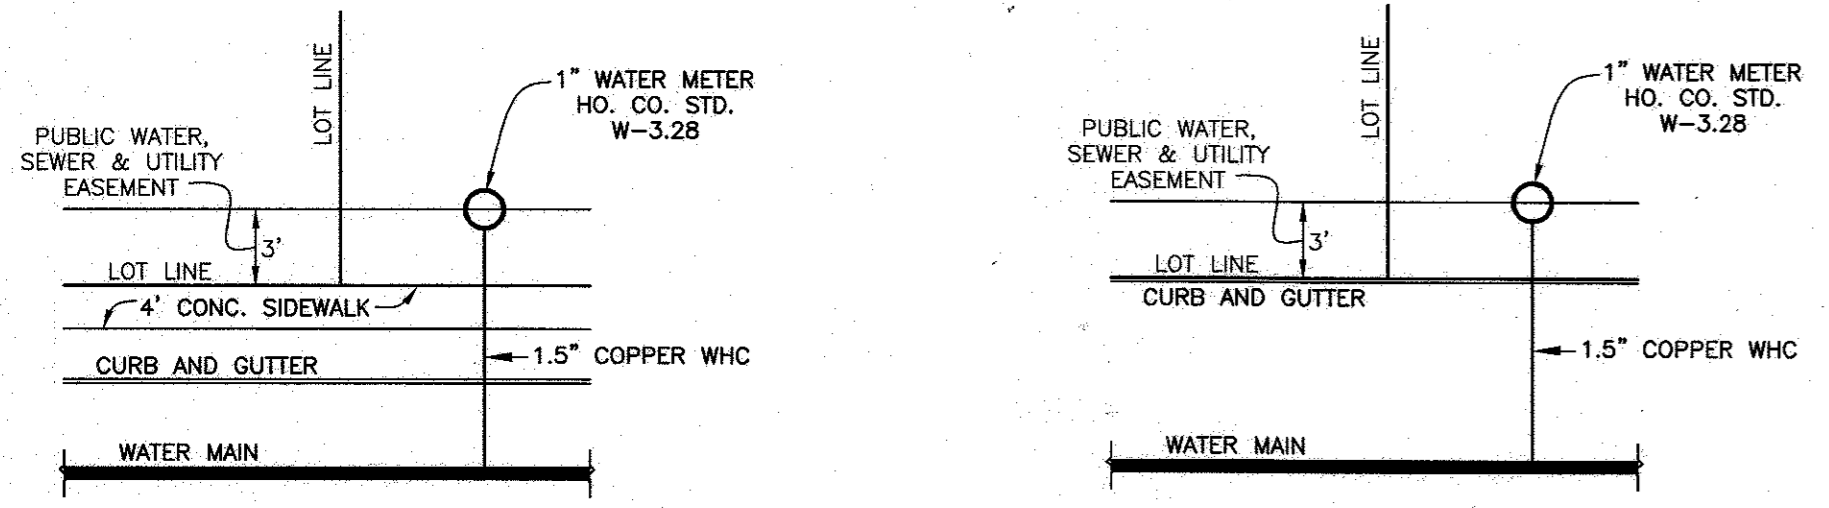 LOT LINE
1" WATER METER
HO. CO. STD.
W-3.28
PUBLIC WATER,
SEWER & UTILITY
EASEMENT
3'
LOT LINE
4' CONC. SIDEWALK
1.5" COPPER WHC
CURB AND GUTTER
WATER MAIN
LOT LINE
1" WATER METER
HO. CO. STD.
W-3.28
PUBLIC WATER,
SEWER & UTILITY
EASEMENT
3'
LOT LINE
CURB AND GUTTER
1.5" COPPER WHC
WATER MAIN